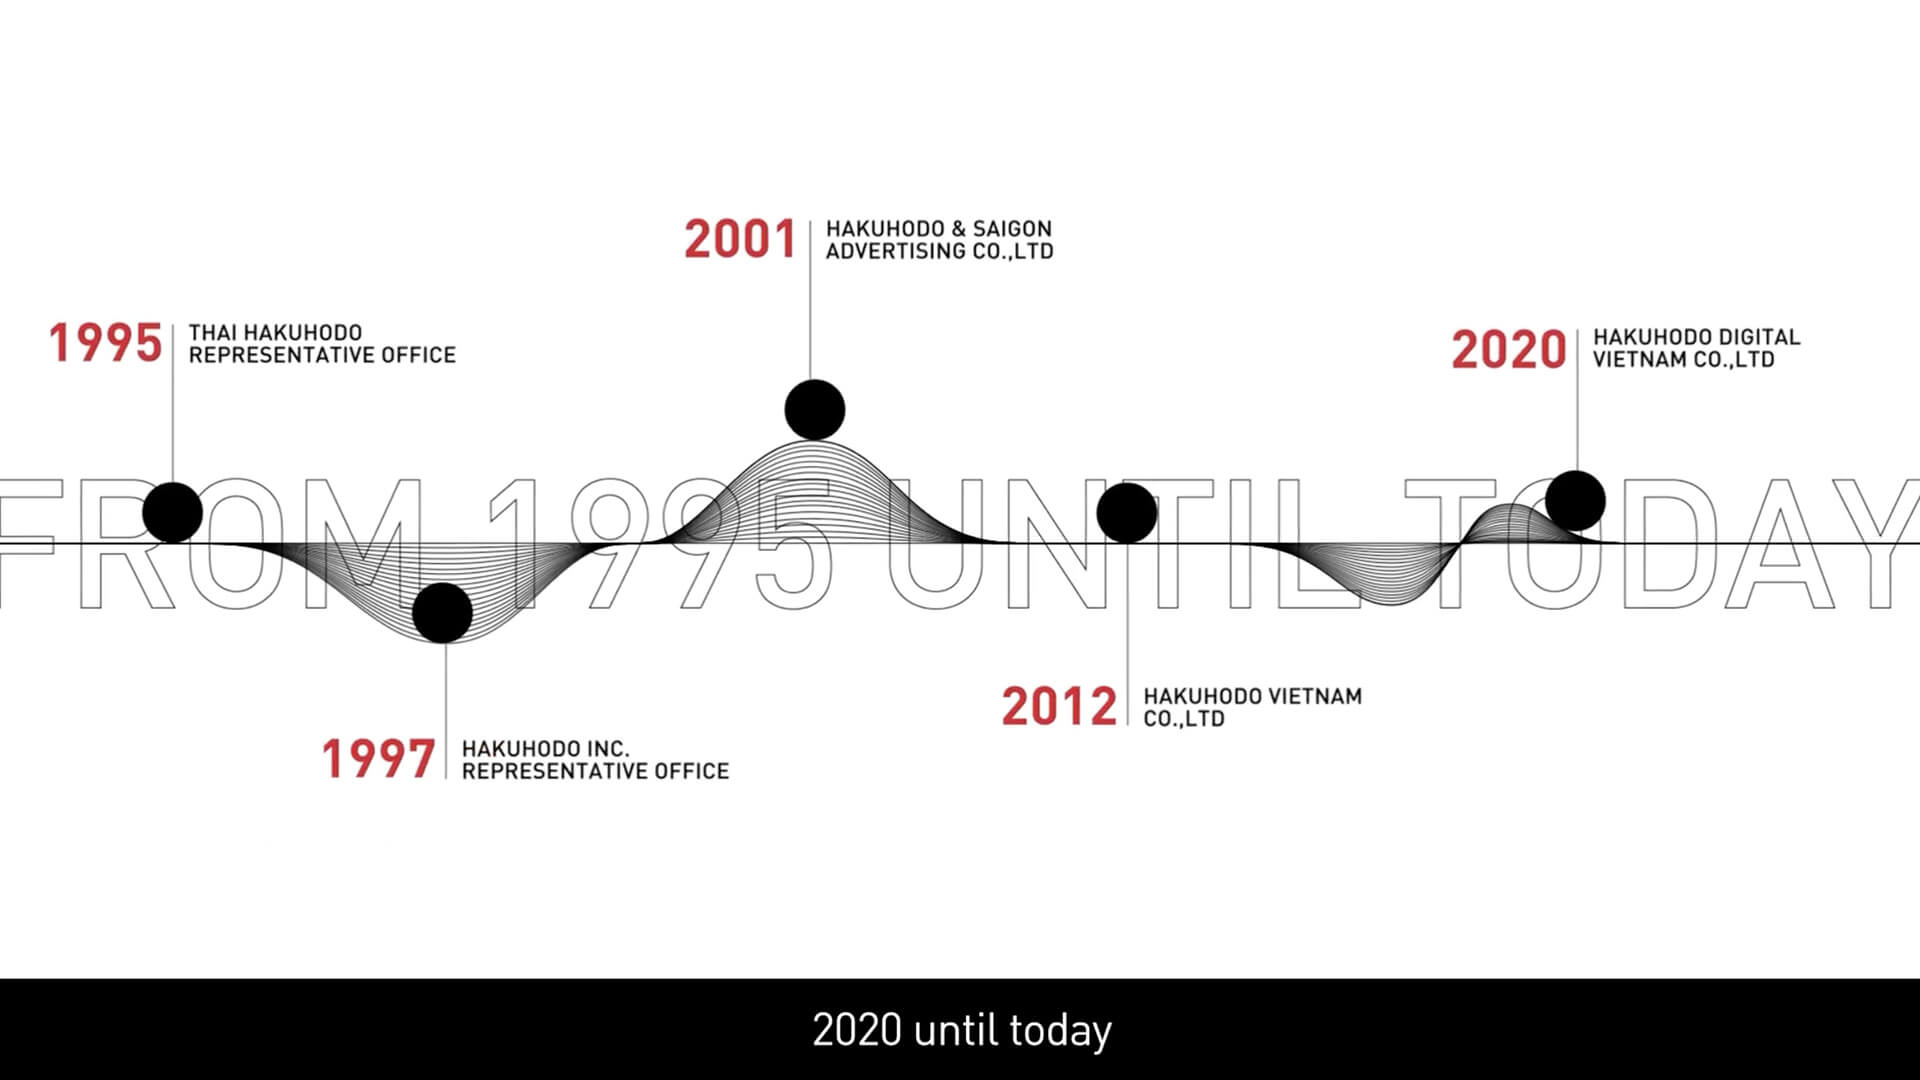 2001
HAKUHODO & SAIGON
ADVERTISING CO.,LTD
1995
THAI HAKUHODO
REPRESENTATIVE OFFICE
2020
HAKUHODO DIGITAL
VIETNAM CO.,LTD
FROM 1995 UNTIL TODAY
2012
HAKUHODO VIETNAM
CO.,LTD
1997
HAKUHODO INC.
REPRESENTATIVE OFFICE
2020 until today